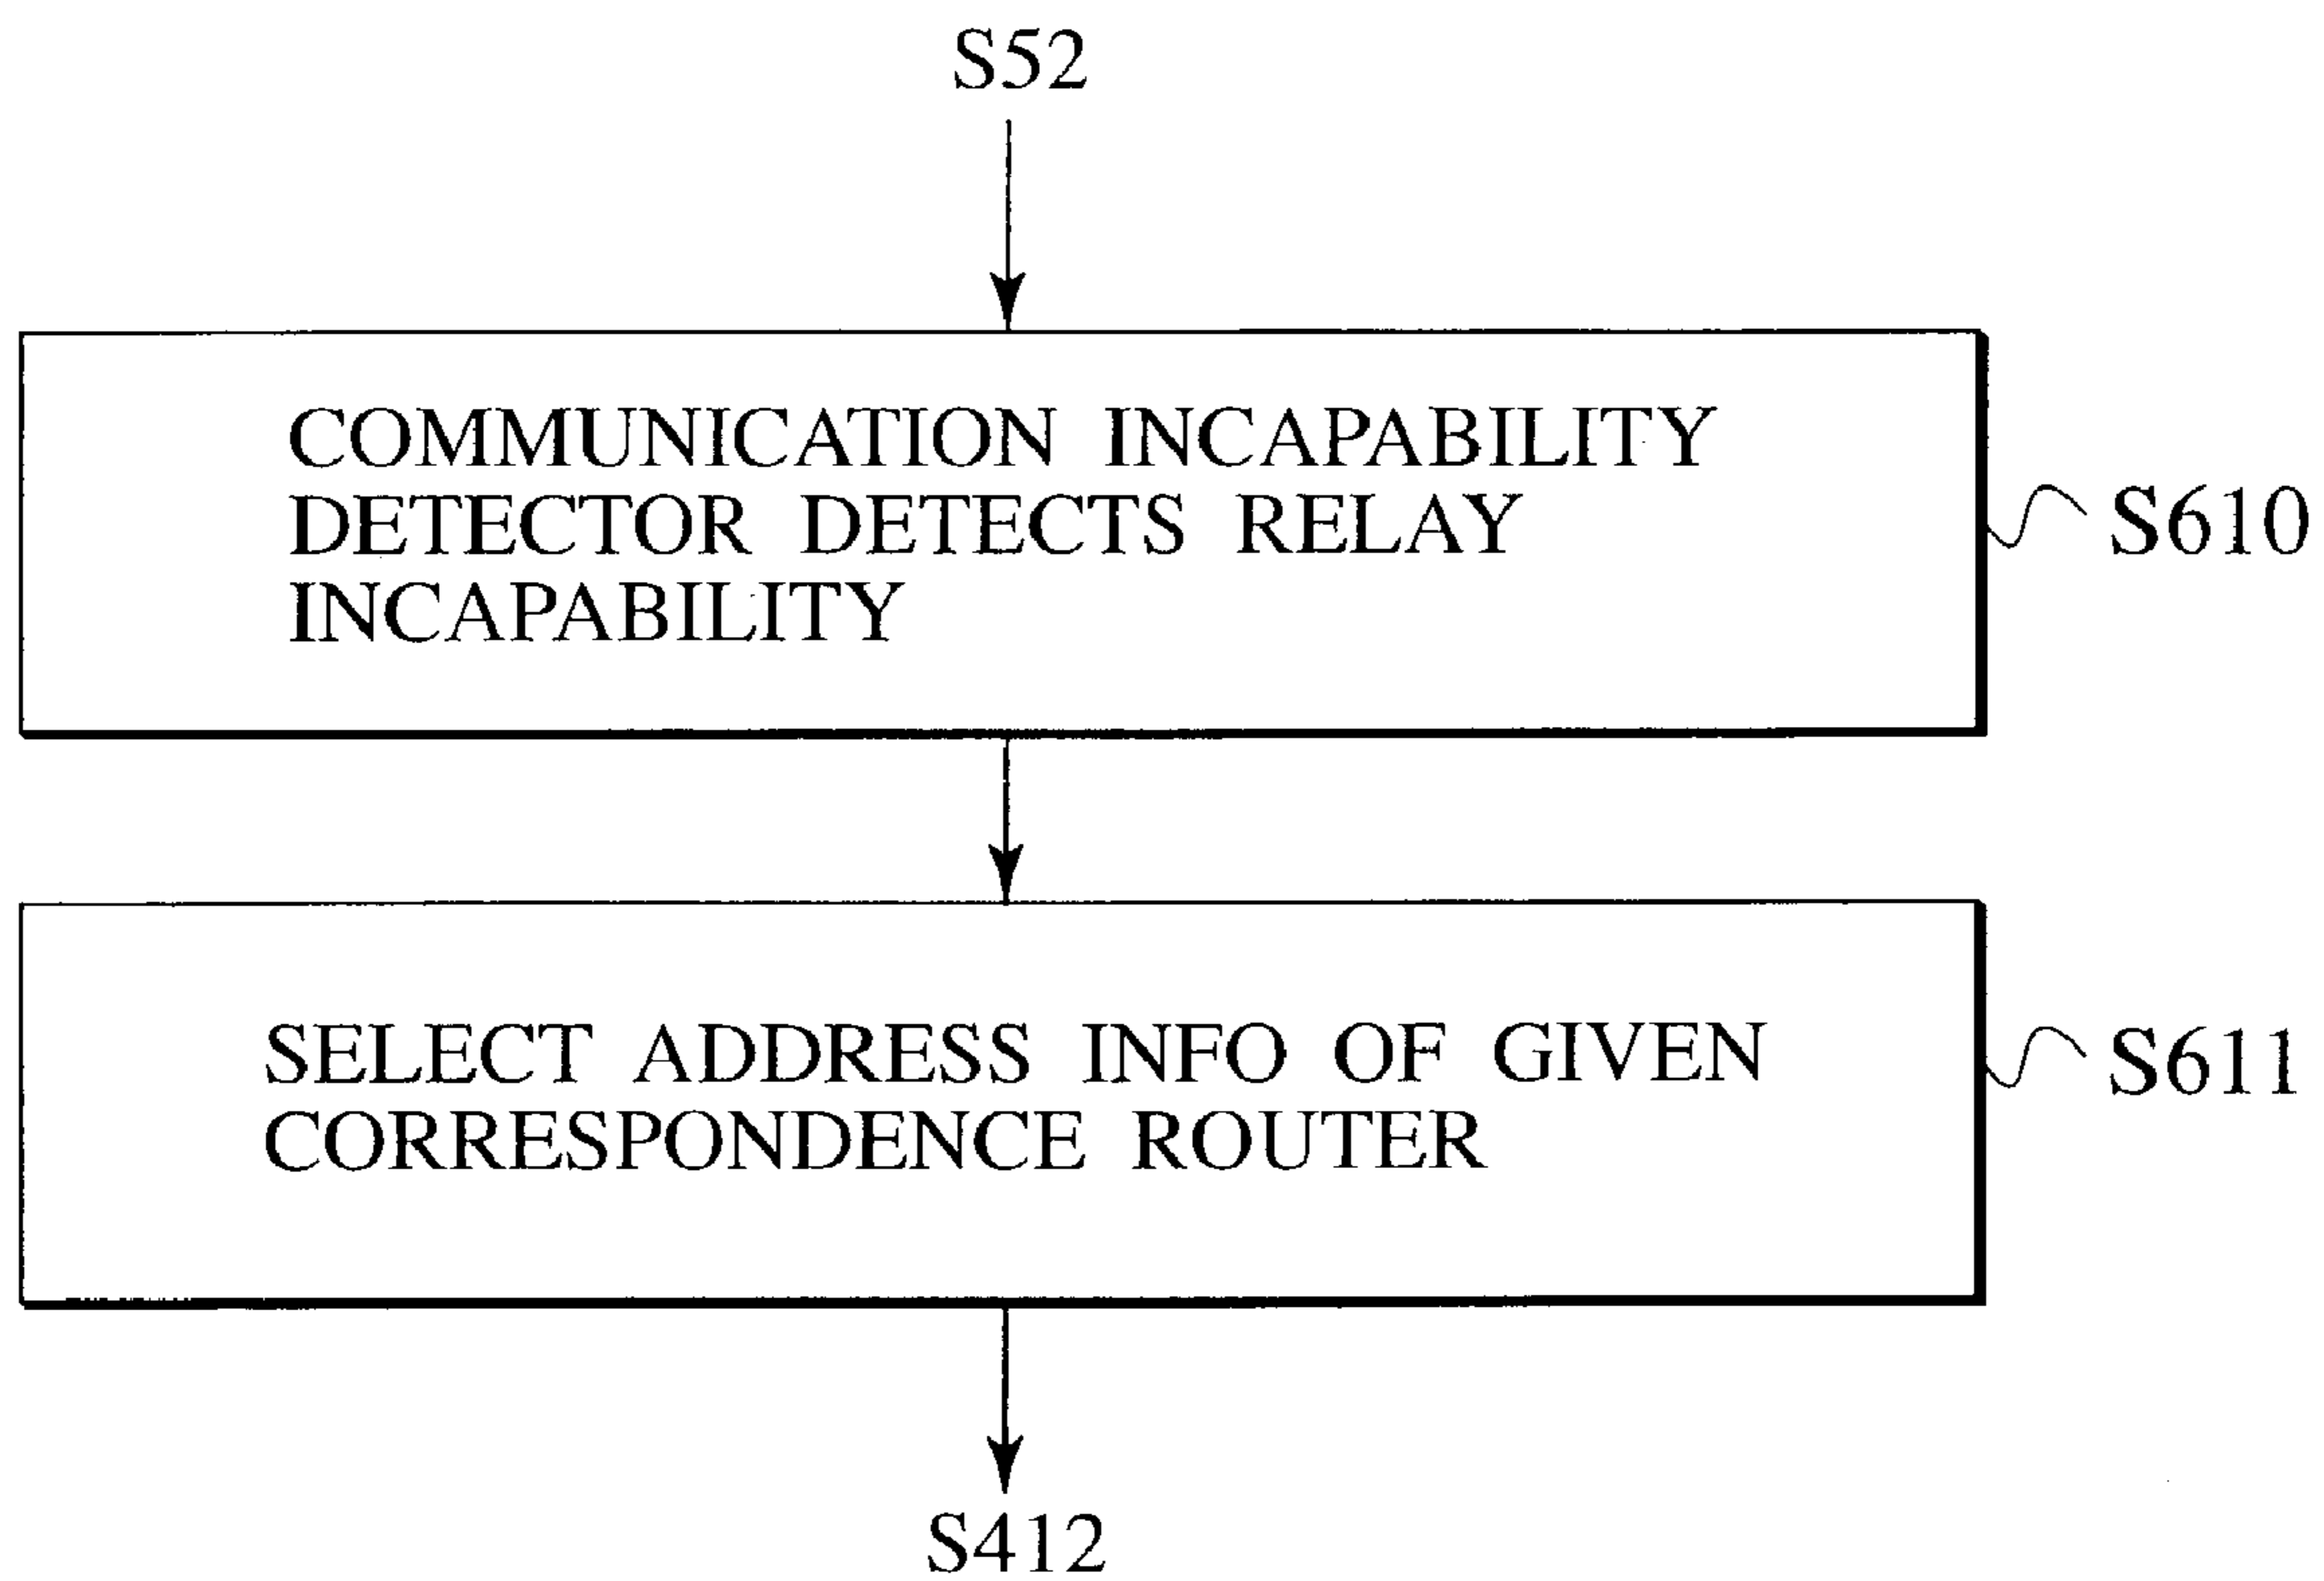 S52
COMMUNICATION INCAPABILITY
DETECTOR DETECTS RELAY
INCAPABILITY
S610
SELECT ADDRESS INFO OF GIVEN
CORRESPONDENCE ROUTER
S611
S412